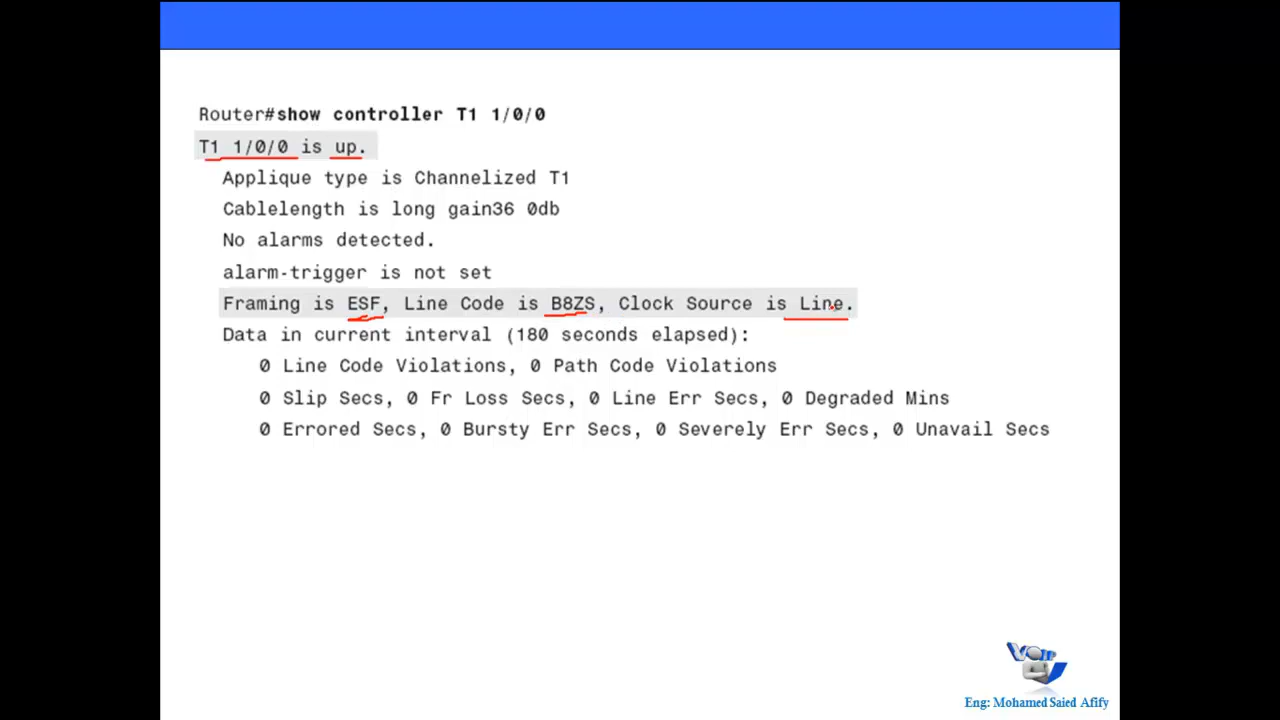 Router#show controller T1 1/0/0
T1 1/0/0 is up.
Applique type is Channelized T1
Cablelength is long gain36 0db
No alarms detected.
alarm-trigger is not set
Framing is ESF, Line Code is B8ZS, Clock Source is Line.
Data in current interval (180 seconds elapsed):
0 Line Code Violations, 0 Path Code Violations
0 Slip Secs, 0 Fr Loss Secs, 0 Line Err Secs, 0 Degraded Mins
0 Errored Secs, 0 Bursty Err Secs, 0 Severely Err Secs, 0 Unavail Secs
VoIP
Eng: Mohamed Saied Afify